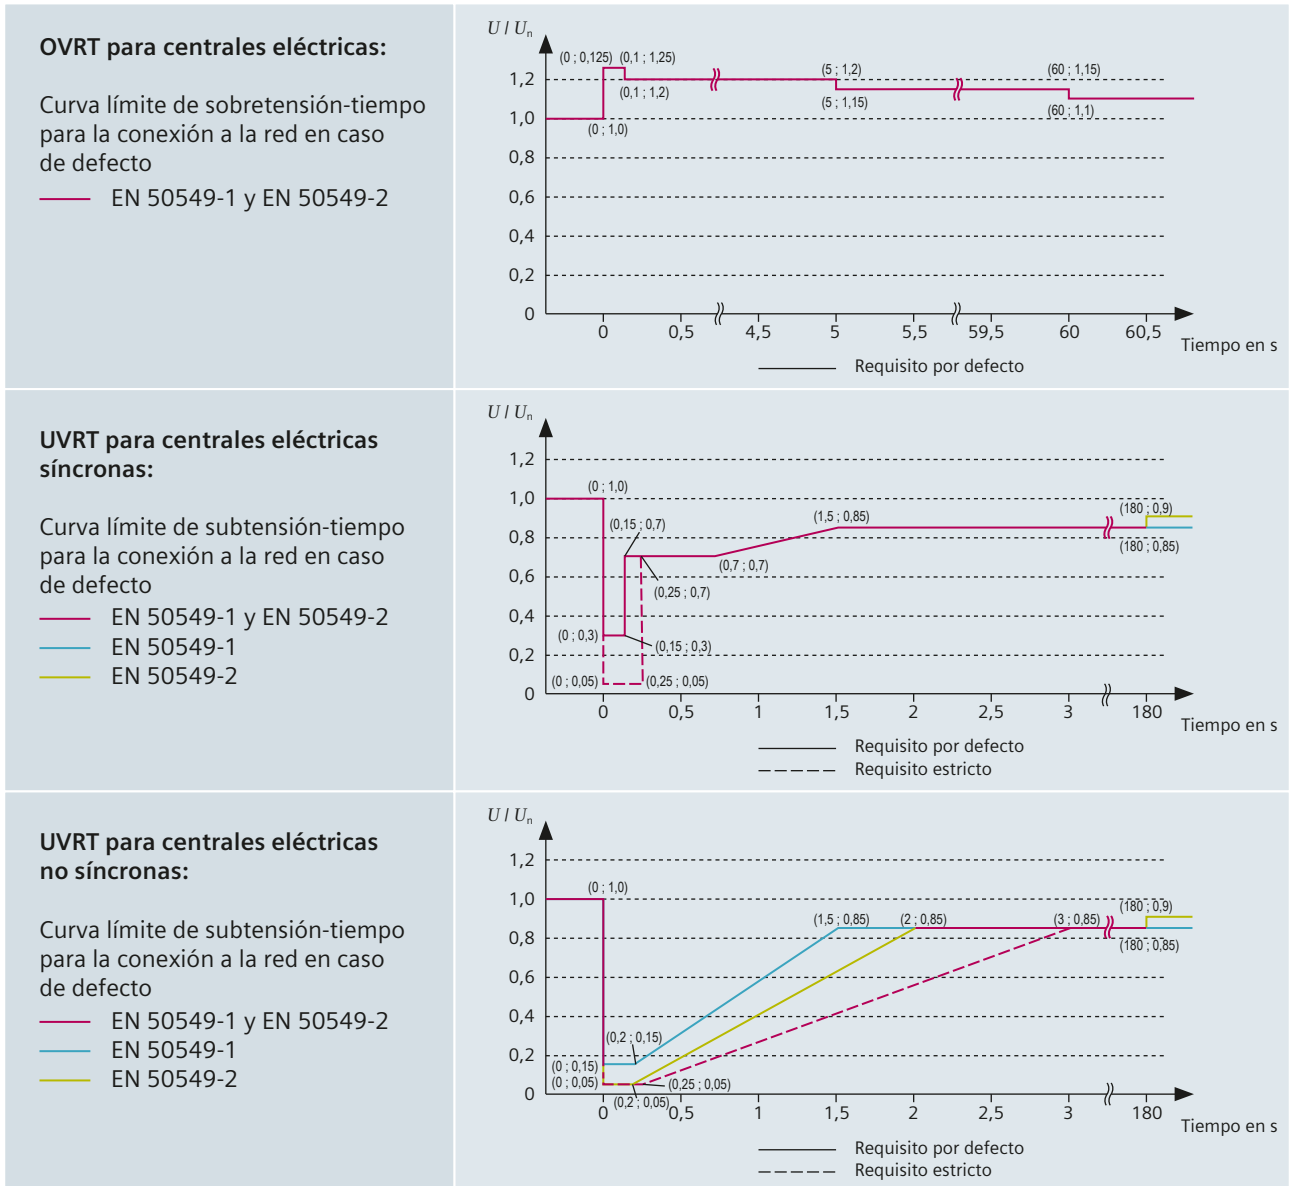 OVRT para centrales eléctricas:
Curva límite de sobretensión-tiempo
para la conexión a la red en caso
de defecto
EN 50549-1 y EN 50549-2
U / Un
(0 ; 0,125)
(0,1 ; 1,25)
(0,1 ; 1,2)
(0 ; 1,0)
(5 ; 1,2)
(5 ; 1,15)
(60 ; 1,15)
(60 ; 1,1)
1,2
1,0
0,8
0,6
0,4
0,2
0
0 0,5 4,5 5 5,5 59,5 60 60,5
Tiempo en s
Requisito por defecto
UVRT para centrales eléctricas
síncronas:
Curva límite de subtensión-tiempo
para la conexión a la red en caso
de defecto
EN 50549-1 y EN 50549-2
EN 50549-1
EN 50549-2
U / Un
(0 ; 1,0)
(0,15 ; 0,7)
(1,5 ; 0,85)
(180 ; 0,9)
(180 ; 0,85)
(0,7 ; 0,7)
(0,25 ; 0,7)
(0 ; 0,3)
(0,15 ; 0,3)
(0 ; 0,05)
(0,25 ; 0,05)
1,2
1,0
0,8
0,6
0,4
0,2
0
0 0,5 1 1,5 2 2,5 3 180
Tiempo en s
Requisito por defecto
Requisito estricto
UVRT para centrales eléctricas
no síncronas:
Curva límite de subtensión-tiempo
para la conexión a la red en caso
de defecto
EN 50549-1 y EN 50549-2
EN 50549-1
EN 50549-2
U / Un
(0 ; 1,0)
(1,5 ; 0,85)
(2 ; 0,85)
(3 ; 0,85)
(180 ; 0,9)
(180 ; 0,85)
(0,2 ; 0,15)
(0 ; 0,15)
(0 ; 0,05)
(0,25 ; 0,05)
(0,2 ; 0,05)
1,2
1,0
0,8
0,6
0,4
0,2
0
0 0,5 1 1,5 2 2,5 3 180
Tiempo en s
Requisito por defecto
Requisito estricto